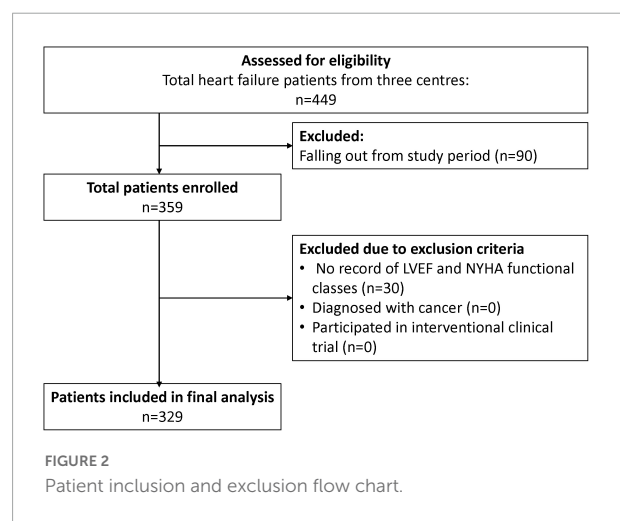 Assessed for eligibility
Total heart failure patients from three centres:
n=449
Excluded:
Falling out from study period (n=90)
Total patients enrolled
n=359
Excluded due to exclusion criteria
• No record of LVEF and NYHA functional
classes (n=30)
• Diagnosed with cancer (n=0)
• Participated in interventional clinical
trial (n=0)
Patients included in final analysis
n=329
FIGURE 2
Patient inclusion and exclusion flow chart.